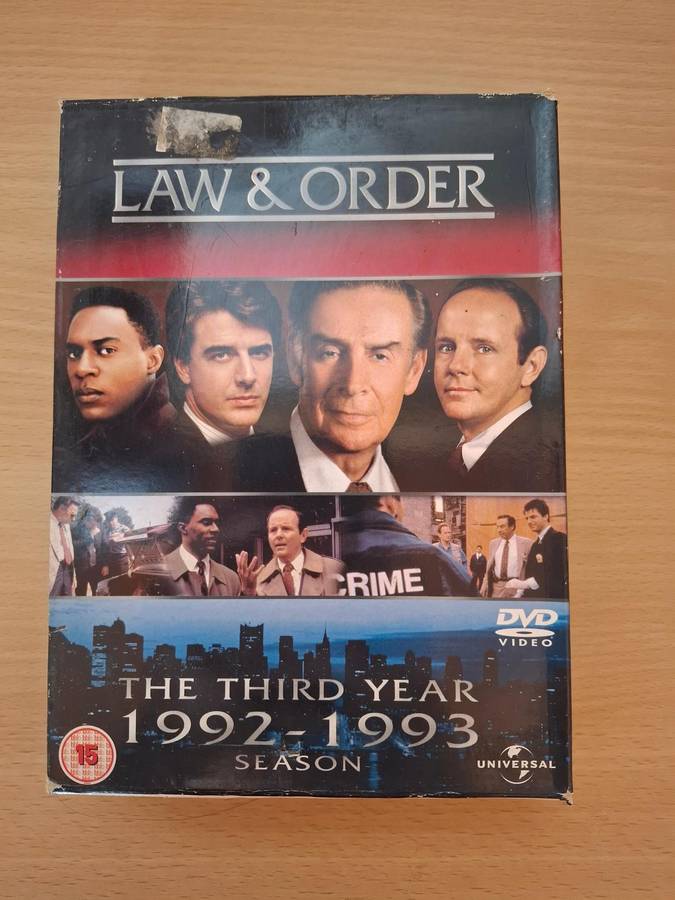 LAW & ORDER
CRIME
DVD
VIDEO
THE THIRD YEAR
1992-1993
SEASON
15
UNIVERSAL